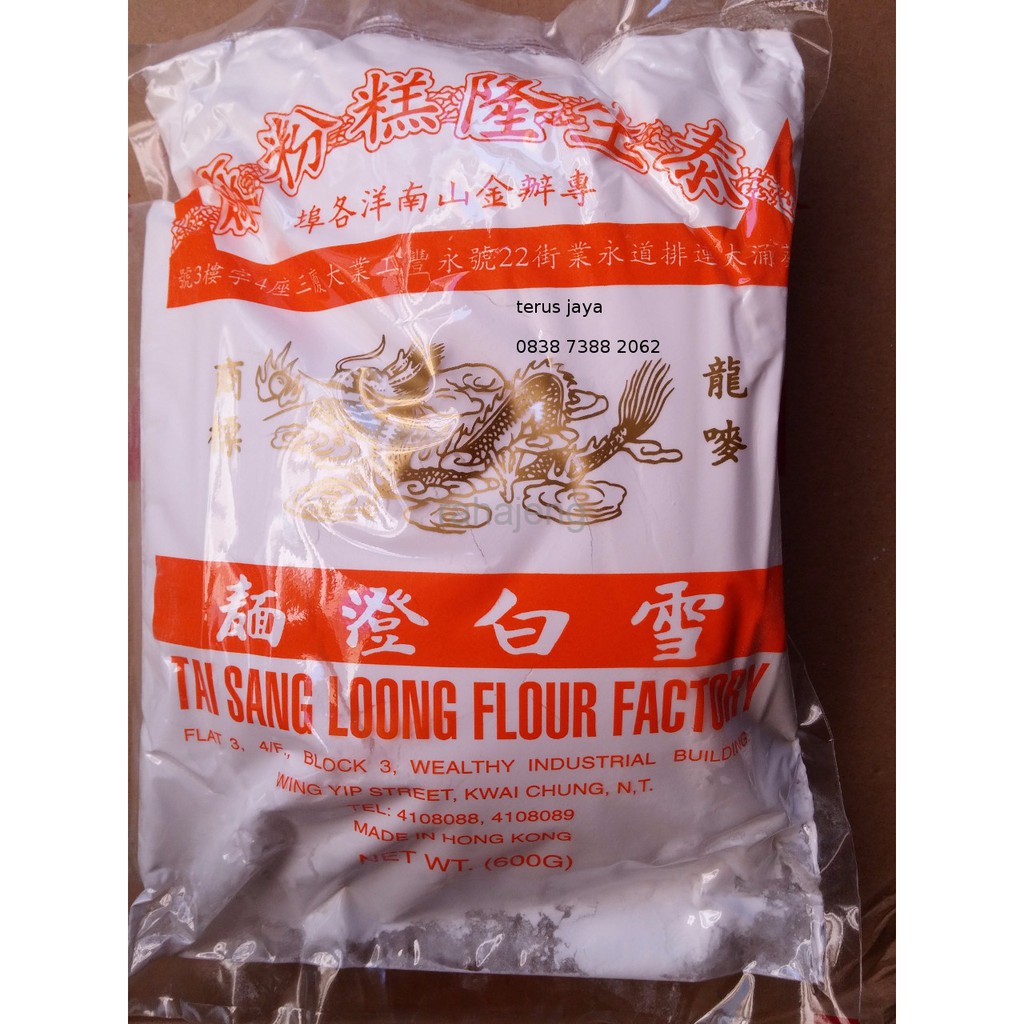 泰生隆糕粉
專辦金山南洋各埠
涌大連排道永業街22號永豐工業大廈三座4字樓3號
terus jaya
0838 7388 2062
龍嘜
商標
雪白澄麵
TAI SANG LOONG FLOUR FACTORY
FLAT 3, 4/F., BLOCK 3, WEALTHY INDUSTRIAL BUILDING
WING YIP STREET, KWAI CHUNG, N,T.
TEL: 4108088, 4108089
MADE IN HONG KONG
NET WT. (600G)